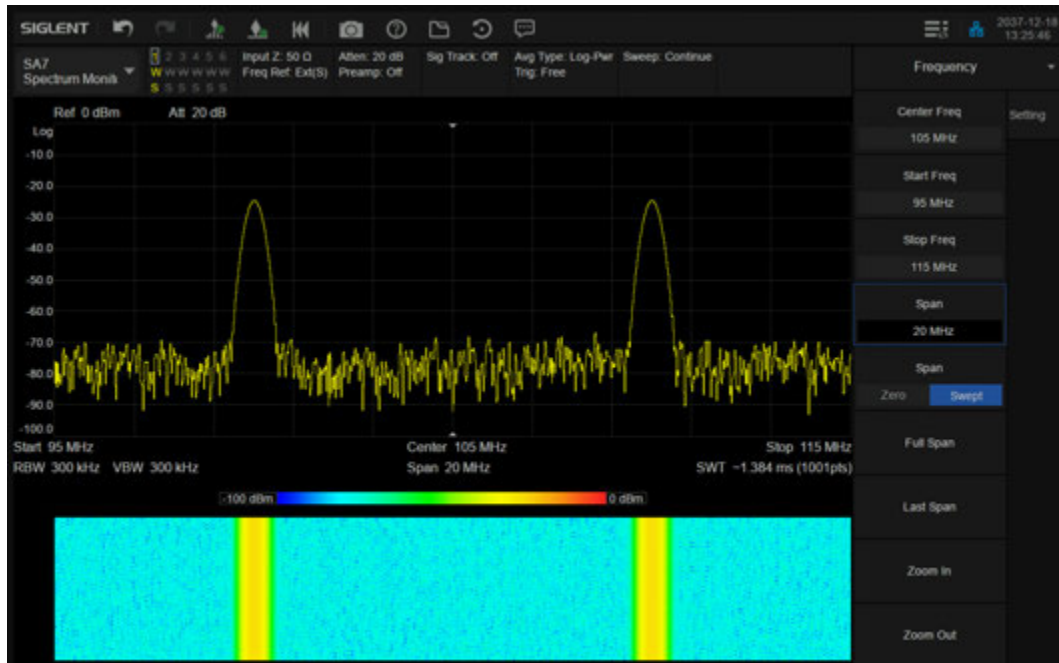 SIGLENT
2037-12-18
13:25:46
SA7
Spectrum Monit
1 2 3 4 5 6
W W W W W W
S S S S S S
Input Z: 50 Ω
Freq Ref: Ext(S)
Atten: 20 dB
Preamp: Off
Sig Track: Off
Avg Type: Log-Pwr
Trig: Free
Sweep: Continue
Frequency
Ref 0 dBm Att 20 dB
Log
-10.0
-20.0
-30.0
-40.0
-50.0
-60.0
-70.0
-80.0
-90.0
-100.0
Start 95 MHz
Center 105 MHz
Stop 115 MHz
RBW 300 kHz VBW 300 kHz
Span 20 MHz
SWT ~1.384 ms (1001pts)
-100 dBm
0 dBm
Center Freq
105 MHz
Setting
Start Freq
95 MHz
Stop Freq
115 MHz
Span
20 MHz
Span
Zero Swept
Full Span
Last Span
Zoom In
Zoom Out